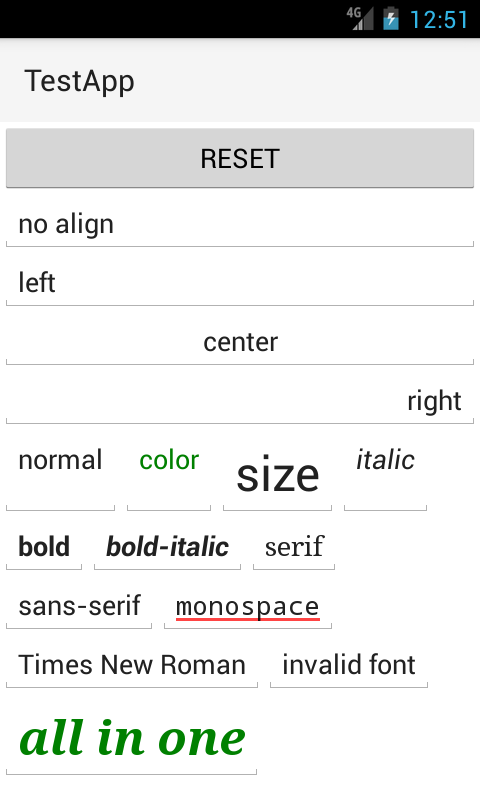 4G 12:51
TestApp
RESET
no align
left
center
right
normal color size italic
bold bold-italic serif
sans-serif monospace
Times New Roman invalid font
all in one